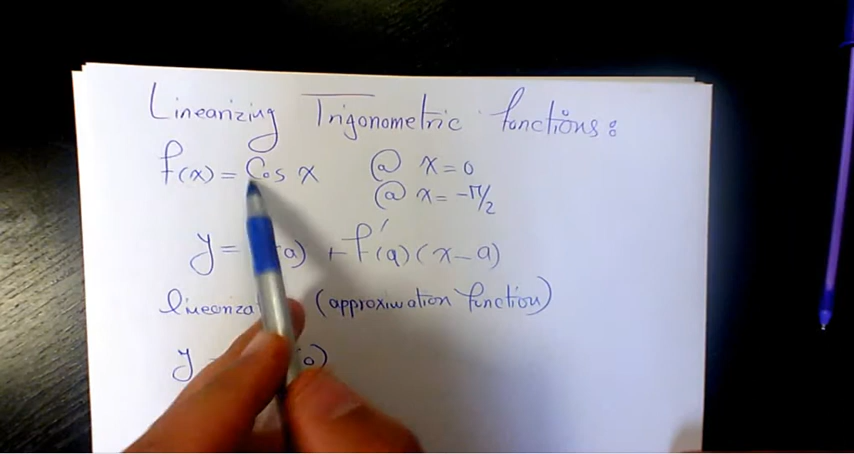 Linearizing Trigonometric functions:
f(x) = Cos x @ x = 0
@ x = -π/2
y = (a) + f'(a) (x - a)
(approximation function)
y